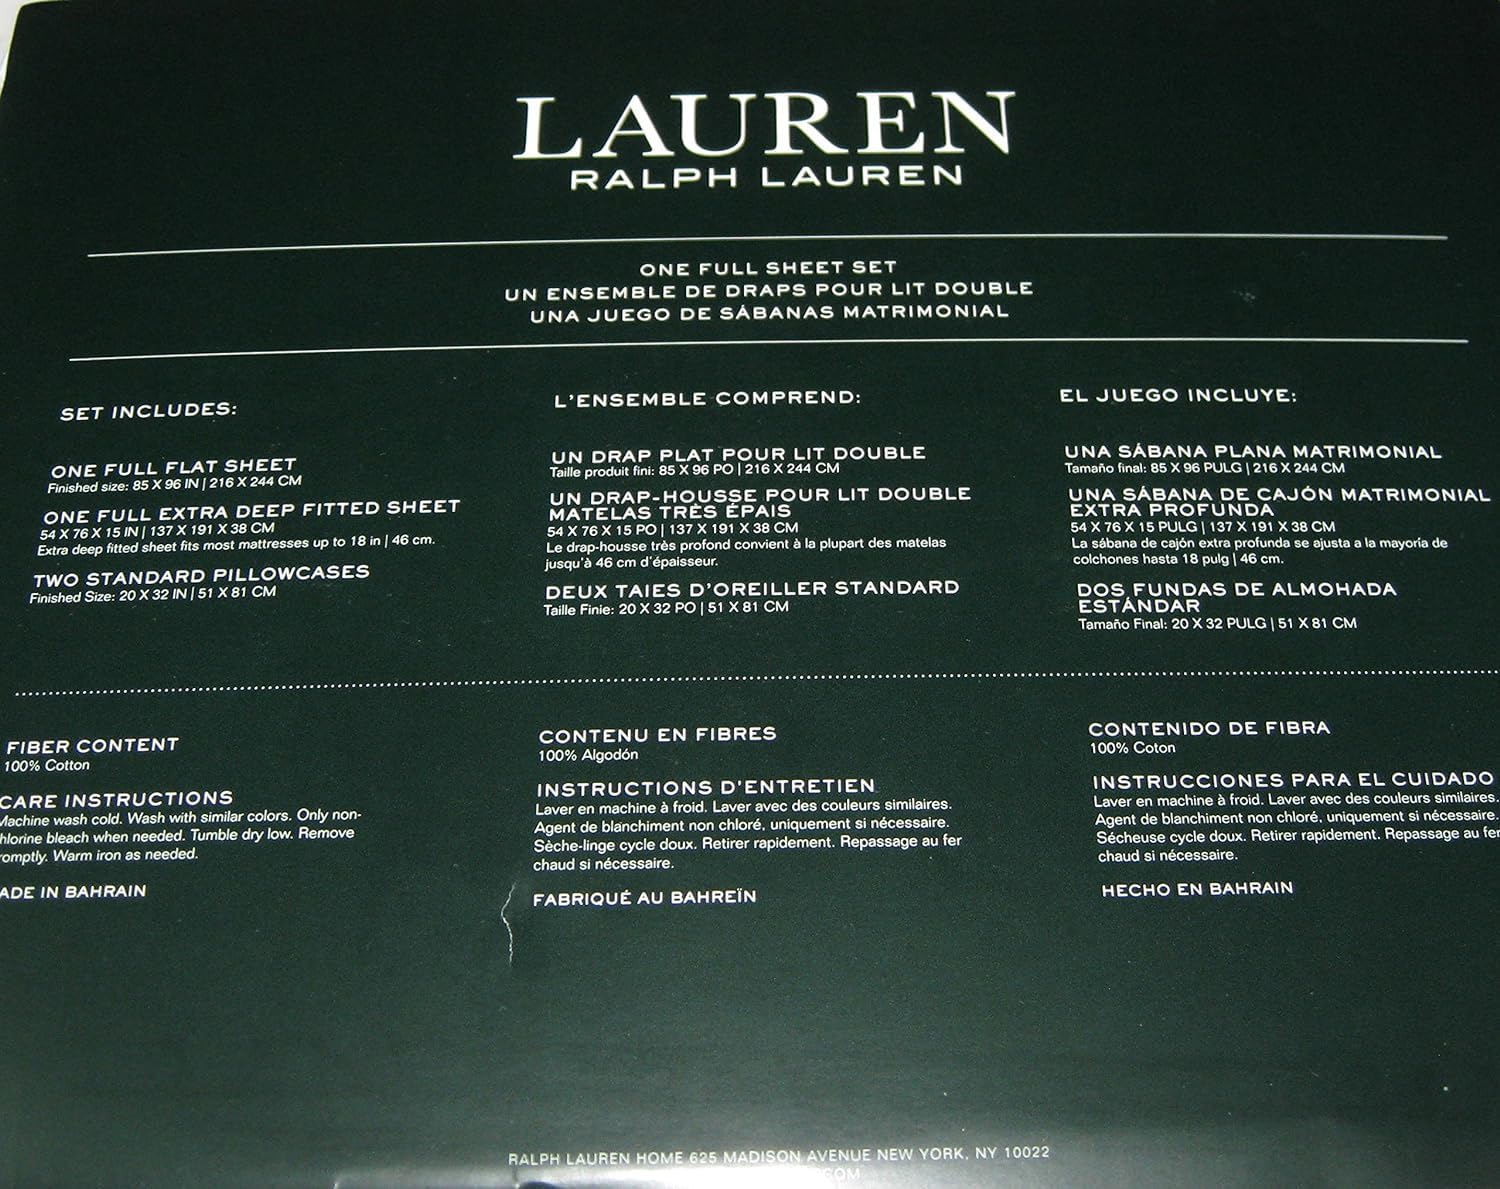 LAUREN
RALPH LAUREN
ONE FULL SHEET SET
UN ENSEMBLE DE DRAPS POUR LIT DOUBLE
UNA JUEGO DE SÁBANAS MATRIMONIAL
SET INCLUDES:
ONE FULL FLAT SHEET
Finished size: 85 X 96 IN | 216 X 244 CM
ONE FULL EXTRA DEEP FITTED SHEET
54 X 76 X 15 IN | 137 X 191 X 38 CM
Extra deep fitted sheet fits most mattresses up to 18 in | 46 cm.
TWO STANDARD PILLOWCASES
Finished Size: 20 X 32 IN | 51 X 81 CM
L'ENSEMBLE COMPREND:
UN DRAP PLAT POUR LIT DOUBLE
Taille produit fini: 85 X 96 PO | 216 X 244 CM
UN DRAP-HOUSSE POUR LIT DOUBLE
MATELAS TRÈS ÉPAIS
54 X 76 X 15 PO | 137 X 191 X 38 CM
Le drap-housse très profond convient à la plupart des matelas
jusqu'à 46 cm d'épaisseur.
DEUX TAIES D'OREILLER STANDARD
Taille Finie: 20 X 32 PO | 51 X 81 CM
EL JUEGO INCLUYE:
UNA SÁBANA PLANA MATRIMONIAL
Tamaño final: 85 X 96 PULG | 216 X 244 CM
UNA SÁBANA DE CAJÓN MATRIMONIAL
EXTRA PROFUNDA
54 X 76 X 15 PULG | 137 X 191 X 38 CM
La sábana de cajón extra profunda se ajusta a la mayoría de
colchones hasta 18 pulg | 46 cm.
DOS FUNDAS DE ALMOHADA
ESTÁNDAR
Tamaño Final: 20 X 32 PULG | 51 X 81 CM
FIBER CONTENT
100% Cotton
CARE INSTRUCTIONS
Machine wash cold. Wash with similar colors. Only non-
hlorine bleach when needed. Tumble dry low. Remove
omptly. Warm iron as needed.
ADE IN BAHRAIN
CONTENU EN FIBRES
100% Algodón
INSTRUCTIONS D'ENTRETIEN
Laver en machine à froid. Laver avec des couleurs similaires.
Agent de blanchiment non chloré, uniquement si nécessaire.
Sèche-linge cycle doux. Retirer rapidement. Repassage au fer
chaud si nécessaire.
FABRIQUÉ AU BAHREÏN
CONTENIDO DE FIBRA
100% Coton
INSTRUCCIONES PARA EL CUIDADO
Laver en machine à froid. Laver avec des couleurs similaires.
Agent de blanchiment non chloré, uniquement si nécessaire.
Sécheuse cycle doux. Retirer rapidement. Repassage au fer
chaud si nécessaire.
HECHO EN BAHRAIN
RALPH LAUREN HOME 625 MADISON AVENUE NEW YORK, NY 10022
.COM